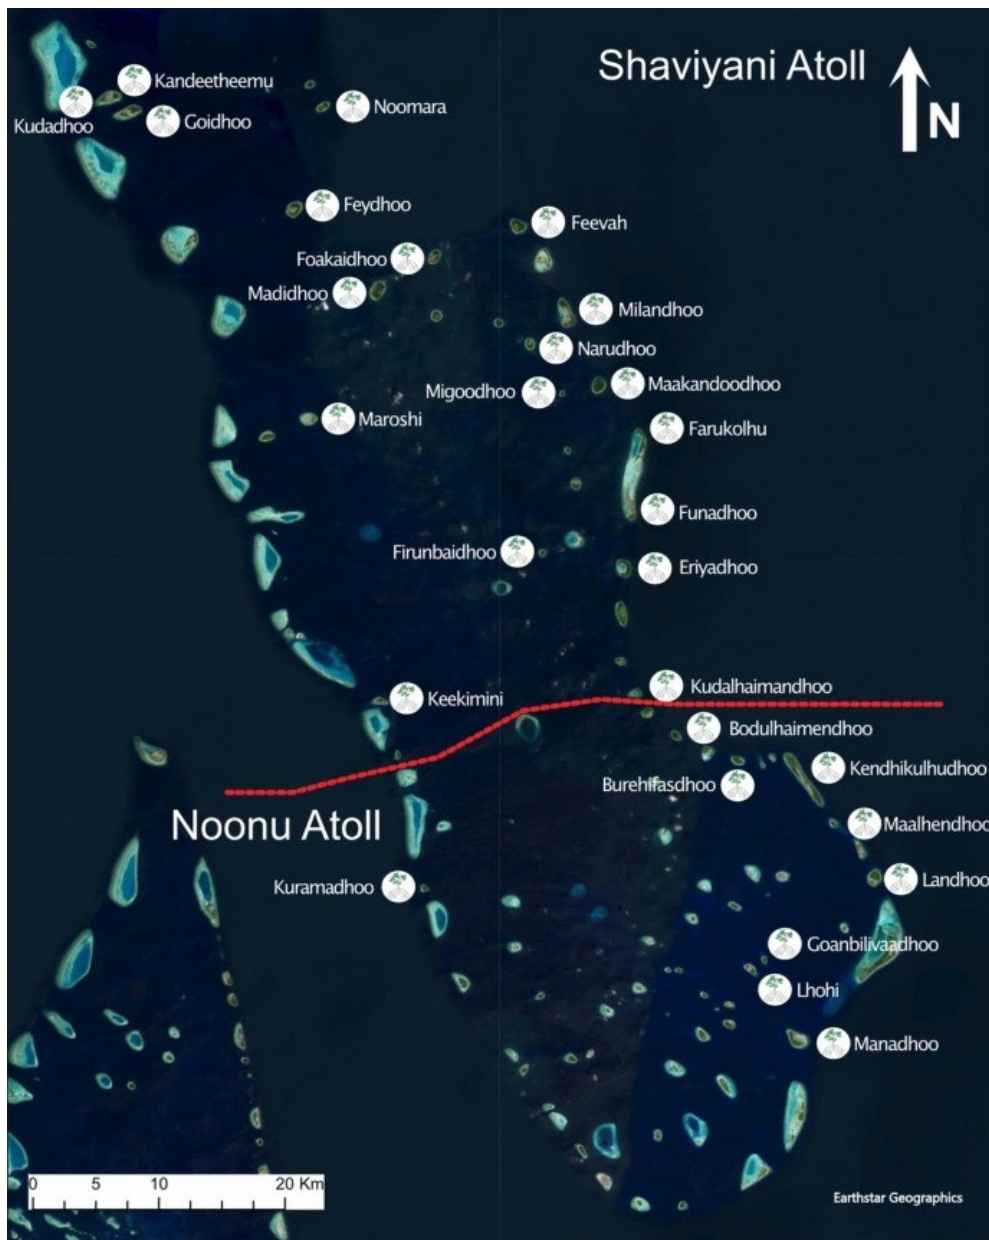 Shaviyani Atoll
N
Kandeetheemu
Kudadhoo
Goidhoo
Noomara
Feydhoo
Feevah
Foakaidhoo
Madidhoo
Milandhoo
Narudhoo
Migoodhoo
Maakandoodhoo
Maroshi
Farukolhu
Funadhoo
Firunbaidhoo
Eriyadhoo
Kudalhaimandhoo
Keekimini
Bodulhaimendhoo
Kendhikulhudhoo
Burehifasdhoo
Noonu Atoll
Maalhendhoo
Kuramadhoo
Landhoo
Goanbilivaadhoo
Lhohi
Manadhoo
0 5 10 20 Km
Earthstar Geographics